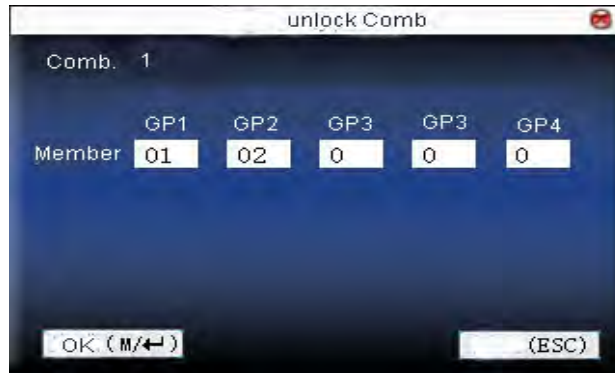 unlock Comb
Comb. 1
GP1 GP2 GP3 GP3 GP4
Member 01 02 0 0 0
OK (M/↵) (ESC)